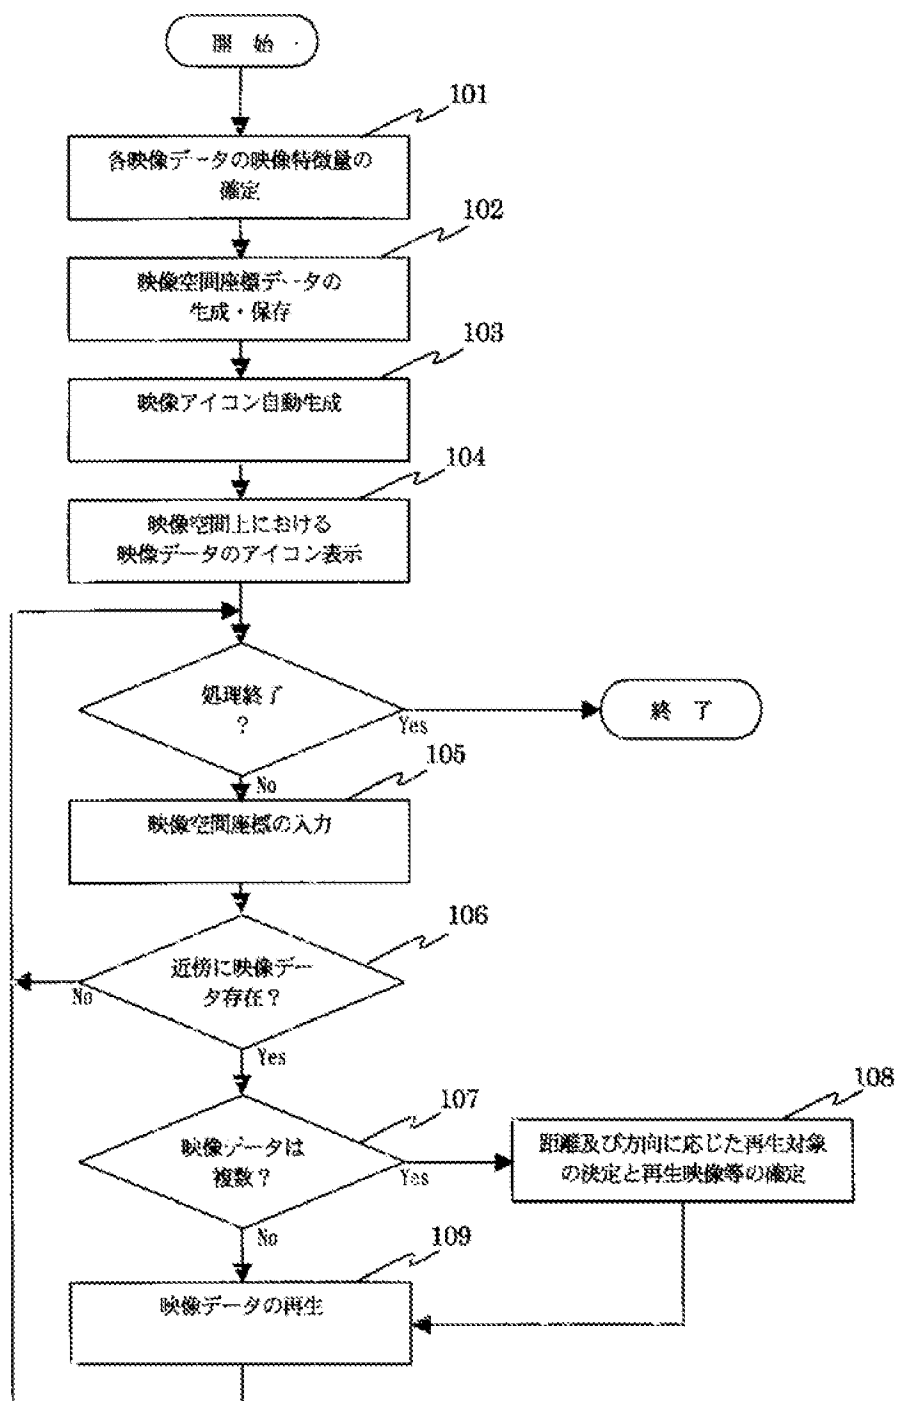 開 始
101
各映像データの映像特徴量の
確定
102
映像空間座標データの
生成・保存
103
映像アイコン自動生成
104
映像空間上における
映像データのアイコン表示
処理終了
?
Yes
終 了
No
105
映像空間座標の入力
106
近傍に映像デー
タ存在?
No
Yes
107
映像データは
複数?
Yes
108
距離及び方向に応じた再生対象
の決定と再生映像等の確定
No
109
映像データの再生